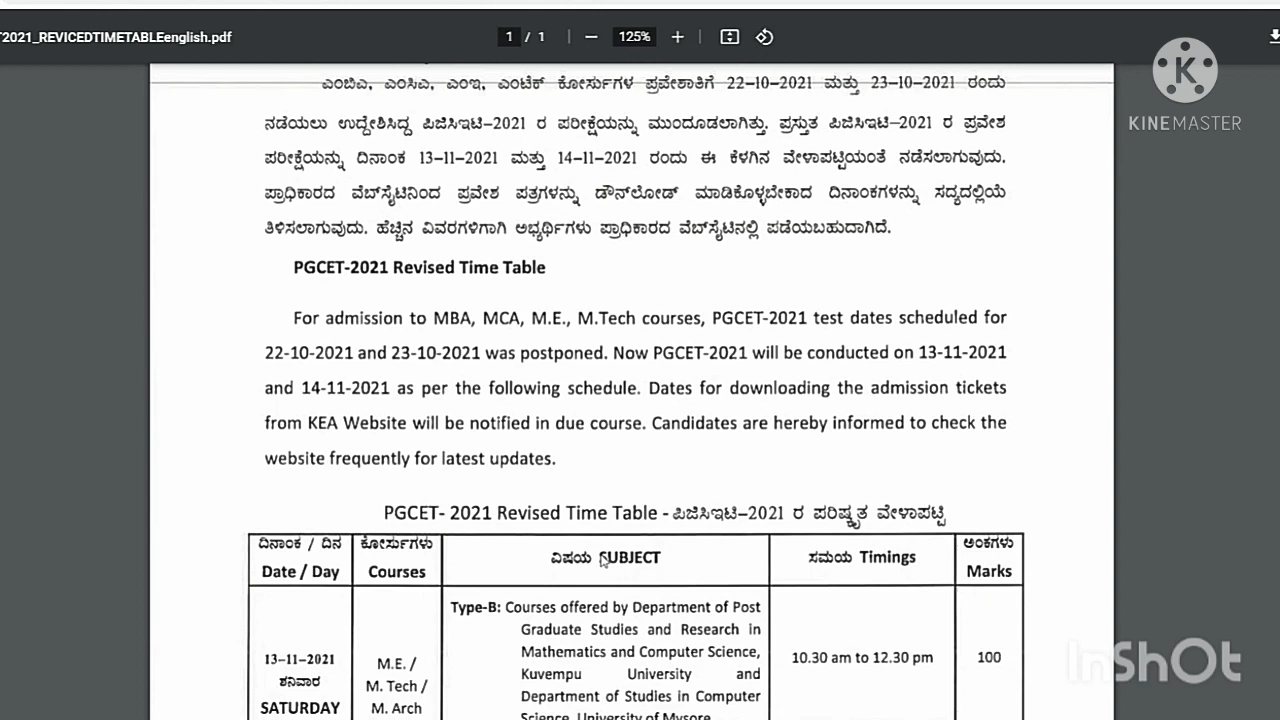 T2021_REVICEDTIMETABLEenglish.pdf
1 / 1
125%
KINEMASTER
ಎಂಬಿಎ, ಎಂಸಿಎ, ಎಂಇ, ಎಂಟೆಕ್ ಕೋರ್ಸುಗಳ ಪ್ರವೇಶಾತಿಗೆ 22-10-2021 ಮತ್ತು 23-10-2021 ರಂದು
ನಡೆಯಲು ಉದ್ದೇಶಿಸಿದ್ದ ಪಿಜಿಸಿಇಟಿ-2021 ರ ಪರೀಕ್ಷೆಯನ್ನು ಮುಂದೂಡಲಾಗಿತ್ತು. ಪ್ರಸ್ತುತ ಪಿಜಿಸಿಇಟಿ-2021 ರ ಪ್ರವೇಶ
ಪರೀಕ್ಷೆಯನ್ನು ದಿನಾಂಕ 13-11-2021 ಮತ್ತು 14-11-2021 ರಂದು ಈ ಕೆಳಗಿನ ವೇಳಾಪಟ್ಟಿಯಂತೆ ನಡೆಸಲಾಗುವುದು.
ಪ್ರಾಧಿಕಾರದ ವೆಬ್‌ಸೈಟಿನಿಂದ ಪ್ರವೇಶ ಪತ್ರಗಳನ್ನು ಡೌನ್‌ಲೋಡ್ ಮಾಡಿಕೊಳ್ಳಬೇಕಾದ ದಿನಾಂಕಗಳನ್ನು ಸದ್ಯದಲ್ಲಿಯೆ
ತಿಳಿಸಲಾಗುವುದು. ಹೆಚ್ಚಿನ ವಿವರಗಳಿಗಾಗಿ ಅಭ್ಯರ್ಥಿಗಳು ಪ್ರಾಧಿಕಾರದ ವೆಬ್‌ಸೈಟಿನಲ್ಲಿ ಪಡೆಯಬಹುದಾಗಿದೆ.
PGCET-2021 Revised Time Table
For admission to MBA, MCA, M.E., M.Tech courses, PGCET-2021 test dates scheduled for
22-10-2021 and 23-10-2021 was postponed. Now PGCET-2021 will be conducted on 13-11-2021
and 14-11-2021 as per the following schedule. Dates for downloading the admission tickets
from KEA Website will be notified in due course. Candidates are hereby informed to check the
website frequently for latest updates.
PGCET- 2021 Revised Time Table - ಪಿಜಿಸಿಇಟಿ-2021 ರ ಪರಿಷ್ಕೃತ ವೇಳಾಪಟ್ಟಿ
ದಿನಾಂಕ / ದಿನ
Date / Day
ಕೋರ್ಸುಗಳು
Courses
ವಿಷಯ SUBJECT
ಸಮಯ Timings
ಅಂಕಗಳು
Marks
13-11-2021
ಶನಿವಾರ
SATURDAY
M.E. /
M. Tech /
M. Arch
Type-B: Courses offered by Department of Post
Graduate Studies and Research in
Mathematics and Computer Science,
Kuvempu University and
Department of Studies in Computer
Science, University of Mysore
10.30 am to 12.30 pm
100
InShOt